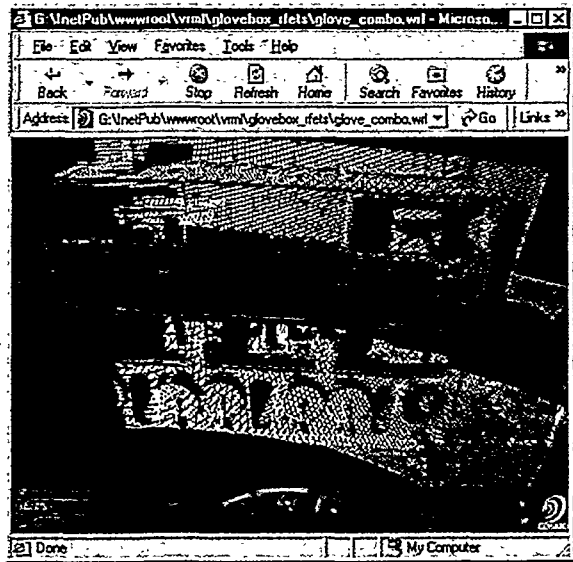 G:\InetPub\wwwroot\vrml\glovebox_rfets\glove_combo.wrl - Microso...
File Edit View Favorites Tools Help
Back Forward Stop Refresh Home Search Favorites History »
Address G:\InetPub\wwwroot\vrml\glovebox_rfets\glove_combo.wrl Go Links »
Done My Computer